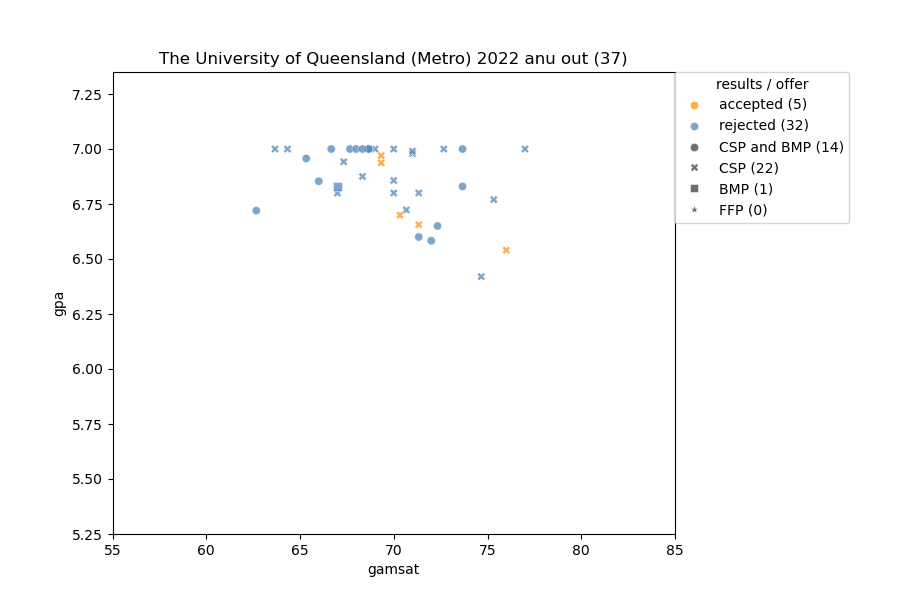 The University of Queensland (Metro) 2022 anu out (37)
results / offer
accepted (5)
rejected (32)
CSP and BMP (14)
CSP (22)
BMP (1)
FFP (0)
7.25
7.00
6.75
6.50
6.25
6.00
5.75
5.50
5.25
gpa
55 60 65 70 75 80 85
gamsat